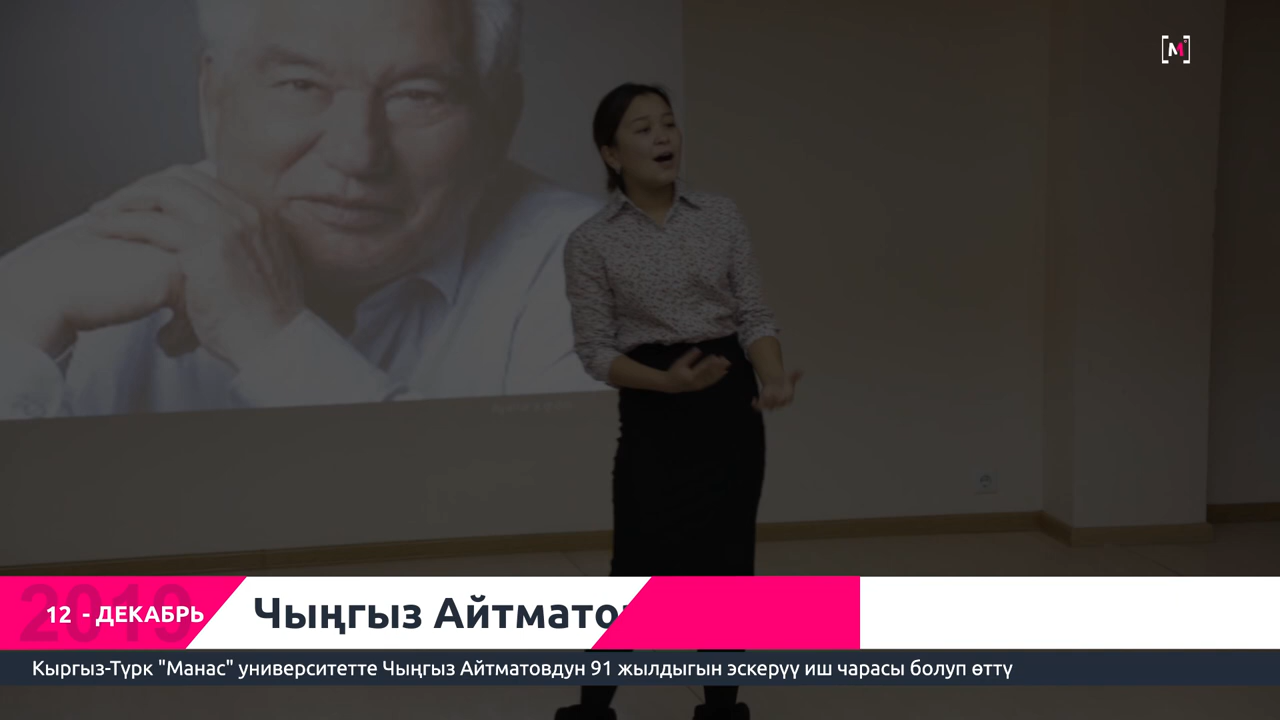 [M]
2019
12 - ДЕКАБРЬ
Чыңгыз Айтмато
Кыргыз-Түрк "Манас" университетте Чыңгыз Айтматовдун 91 жылдыгын эскерүү иш чарасы болуп өттү